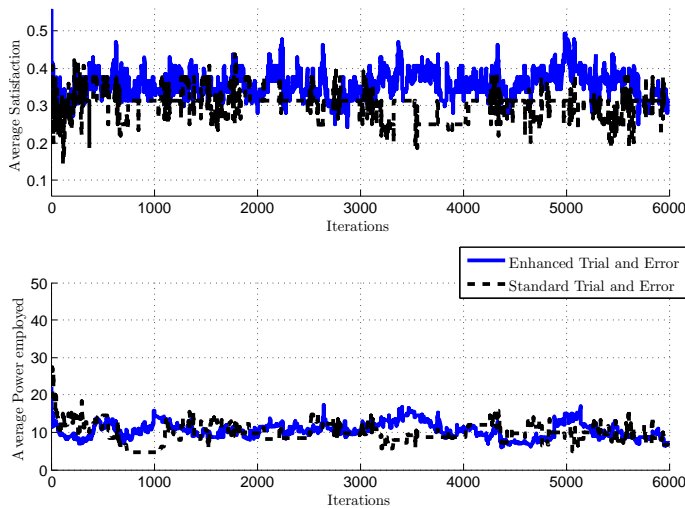 0.5
0.4
0.3
0.2
0.1
Average Satisfaction
0 1000 2000 3000 4000 5000 6000
Iterations
Enhanced Trial and Error
Standard Trial and Error
50
40
30
20
10
0
Average Power employed
0 1000 2000 3000 4000 5000 6000
Iterations